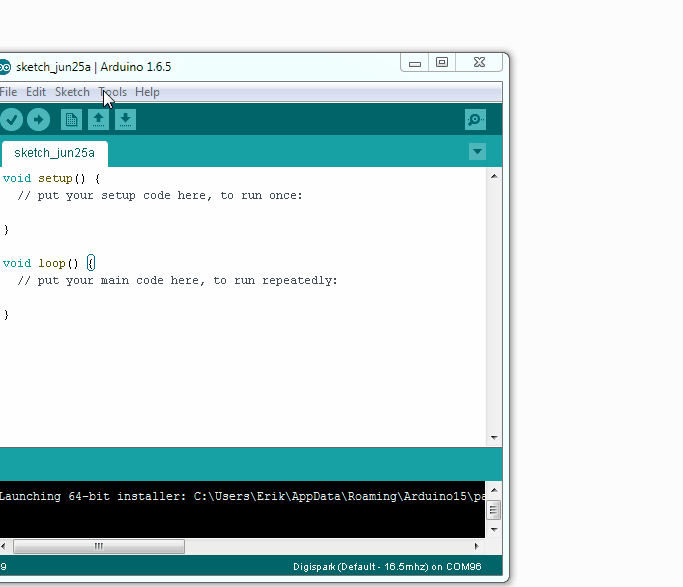 sketch_jun25a | Arduino 1.6.5
File Edit Sketch Tools Help
sketch_jun25a
void setup() {
// put your setup code here, to run once:
}
void loop() {
// put your main code here, to run repeatedly:
}
Launching 64-bit installer: C:\Users\Erik\AppData\Roaming\Arduino15\pa
9
Digispark (Default - 16.5mhz) on COM96